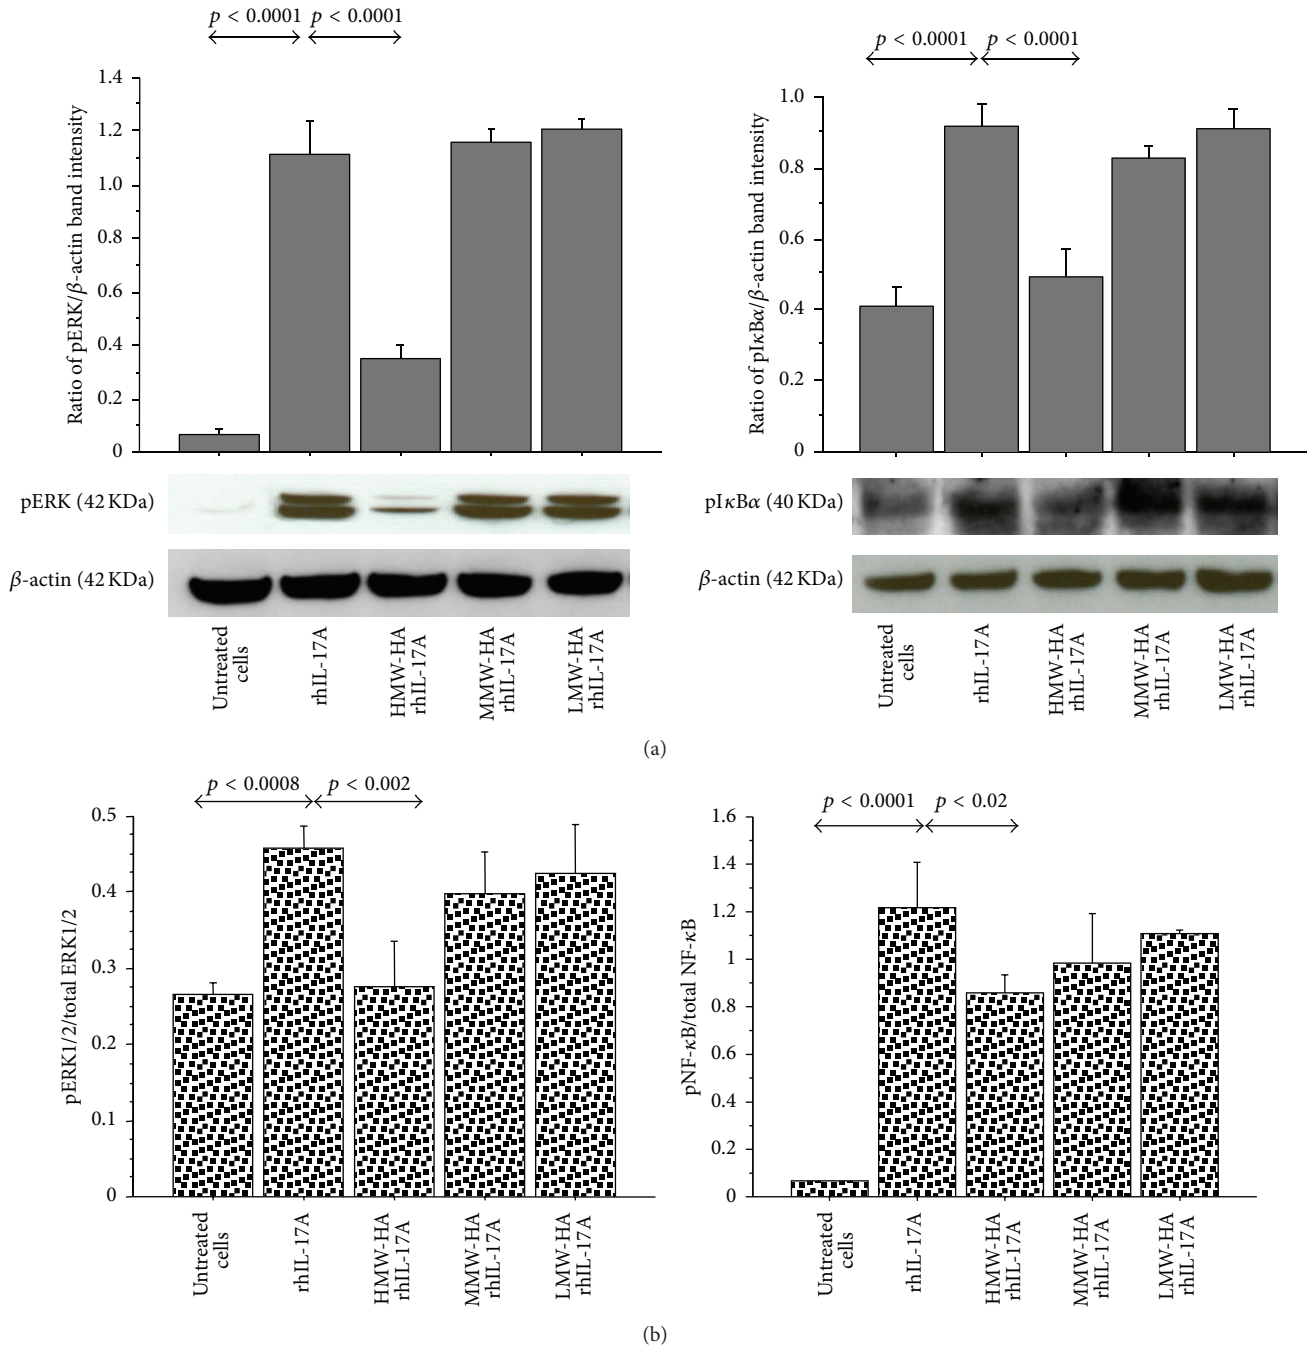 p < 0.0001 p < 0.0001
1.4
1.2
1.0
0.8
0.6
0.4
0.2
0
Ratio of pERK/β-actin band intensity
pERK (42 KDa)
β-actin (42 KDa)
Untreated
cells
rhIL-17A
HMW-HA
rhIL-17A
MMW-HA
rhIL-17A
LMW-HA
rhIL-17A
p < 0.0001 p < 0.0001
1.0
0.8
0.6
0.4
0.2
0
Ratio of pIκBα/β-actin band intensity
pIκBα (40 KDa)
β-actin (42 KDa)
Untreated
cells
rhIL-17A
HMW-HA
rhIL-17A
MMW-HA
rhIL-17A
LMW-HA
rhIL-17A
(a)
p < 0.0008 p < 0.002
0.5
0.4
0.3
0.2
0.1
0
pERK1/2/total ERK1/2
Untreated
cells
rhIL-17A
HMW-HA
rhIL-17A
MMW-HA
rhIL-17A
LMW-HA
rhIL-17A
p < 0.0001 p < 0.02
1.6
1.4
1.2
1
0.8
0.6
0.4
0.2
0
pNF-κB/total NF-κB
Untreated
cells
rhIL-17A
HMW-HA
rhIL-17A
MMW-HA
rhIL-17A
LMW-HA
rhIL-17A
(b)